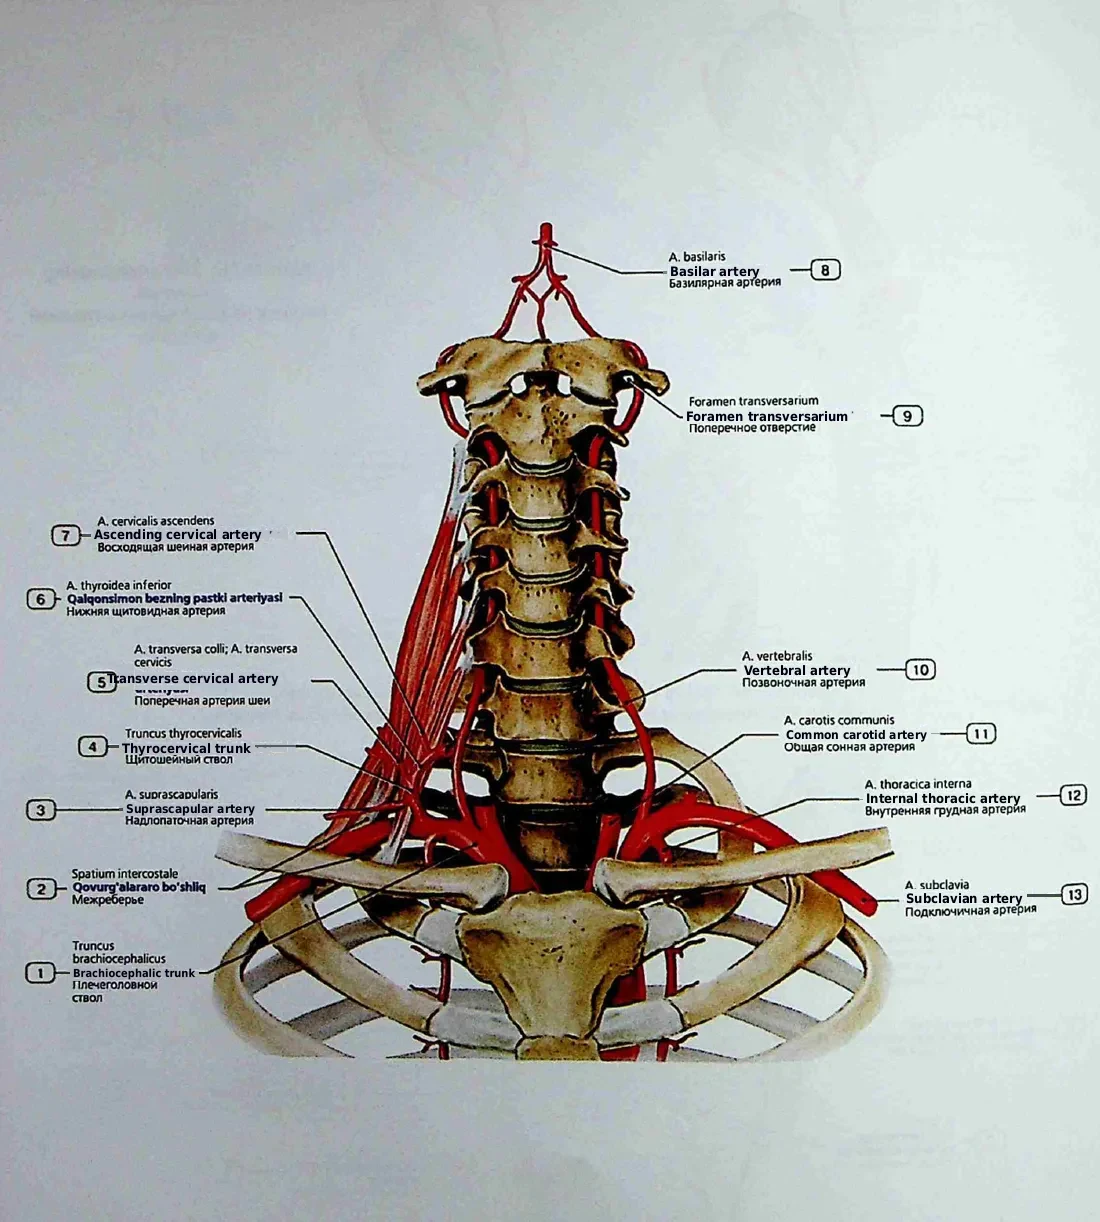 A. basilaris
Basilar artery
Базилярная артерия
8
Foramen transversarium
Foramen transversarium
Поперечное отверстие
9
A. cervicalis ascendens
7
Ascending cervical artery
Восходящая шейная артерия
A. thyroidea inferior
6
Qalqonsimon bezning pastki arteriyasi
Нижняя щитовидная артерия
A. transversa colli; A. transversa
cervicis
5
Transverse cervical artery
Поперечная артерия шеи
Truncus thyrocervicalis
4
Thyrocervical trunk
Щитошейный ствол
A. suprascapularis
3
Suprascapular artery
Надлопаточная артерия
Spatium intercostale
2
Qovurg'alararo bo'shliq
Межреберье
Truncus
brachiocephalicus
1
Brachiocephalic trunk
Плечеголовной
ствол
A. vertebralis
Vertebral artery
Позвоночная артерия
10
A. carotis communis
Common carotid artery
Общая сонная артерия
11
A. thoracica interna
Internal thoracic artery
Внутренняя грудная артерия
12
A. subclavia
Subclavian artery
Подключичная артерия
13